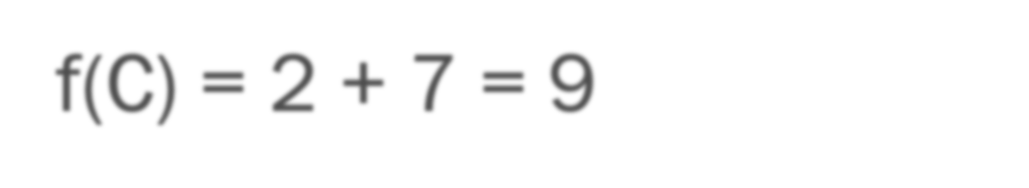 f(C) = 2 + 7 = 9